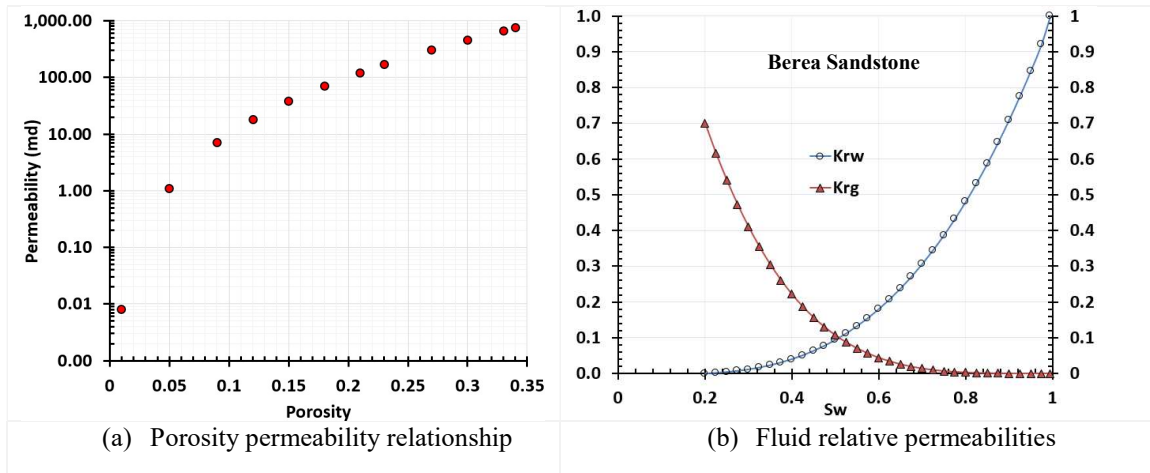 1,000.00
100.00
10.00
1.00
0.10
0.01
0.00
Permeability (md)
0 0.05 0.1 0.15 0.2 0.25 0.3 0.35
Porosity
(a) Porosity permeability relationship
1.0 1
0.9 0.9
0.8 0.8
0.7 0.7
0.6 0.6
0.5 0.5
0.4 0.4
0.3 0.3
0.2 0.2
0.1 0.1
0.0 0
Berea Sandstone
Krw
Krg
0 0.2 0.4 0.6 0.8 1
Sw
(b) Fluid relative permeabilities